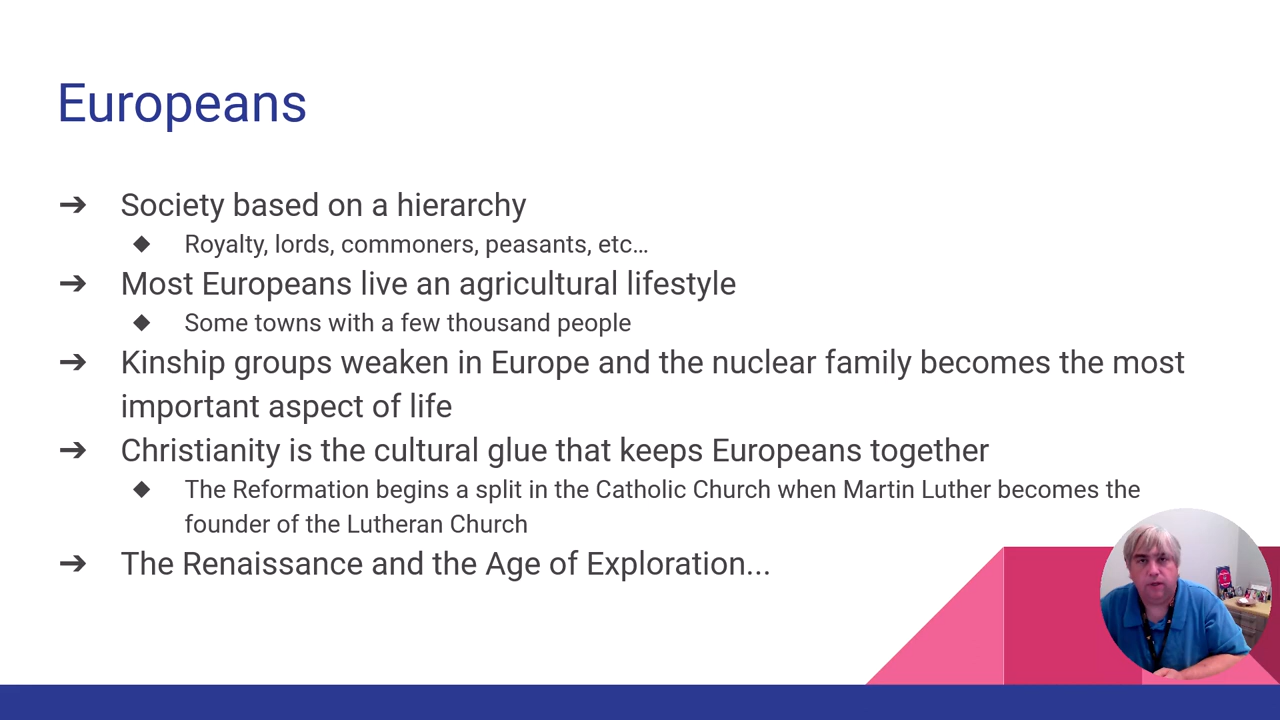 Europeans
➔ Society based on a hierarchy
◆ Royalty, lords, commoners, peasants, etc…
➔ Most Europeans live an agricultural lifestyle
◆ Some towns with a few thousand people
➔ Kinship groups weaken in Europe and the nuclear family becomes the most
important aspect of life
➔ Christianity is the cultural glue that keeps Europeans together
◆ The Reformation begins a split in the Catholic Church when Martin Luther becomes the
founder of the Lutheran Church
➔ The Renaissance and the Age of Exploration...